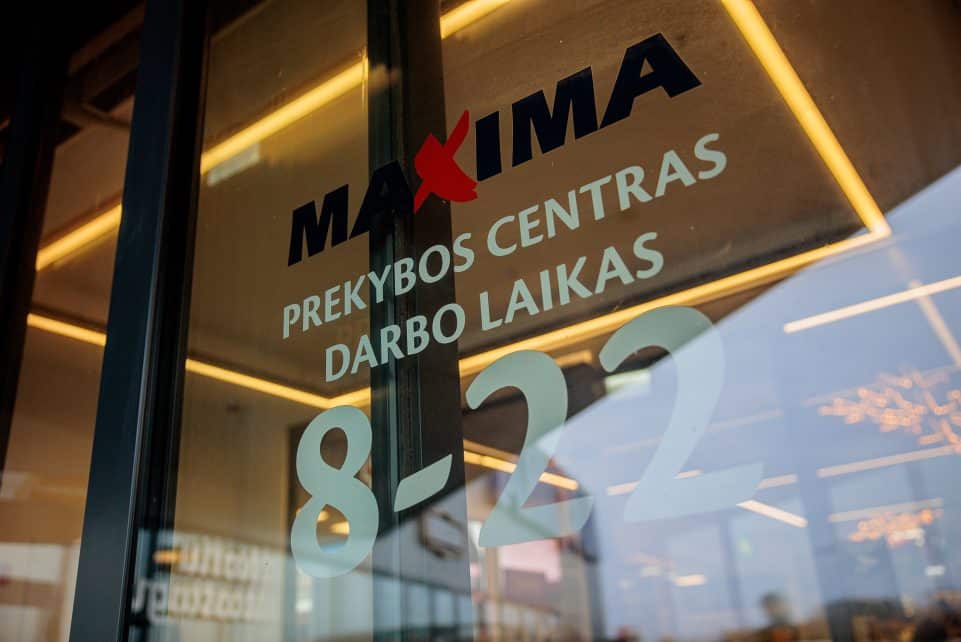 MAXIMA
PREKYBOS CENTRAS
DARBO LAIKAS
8-22